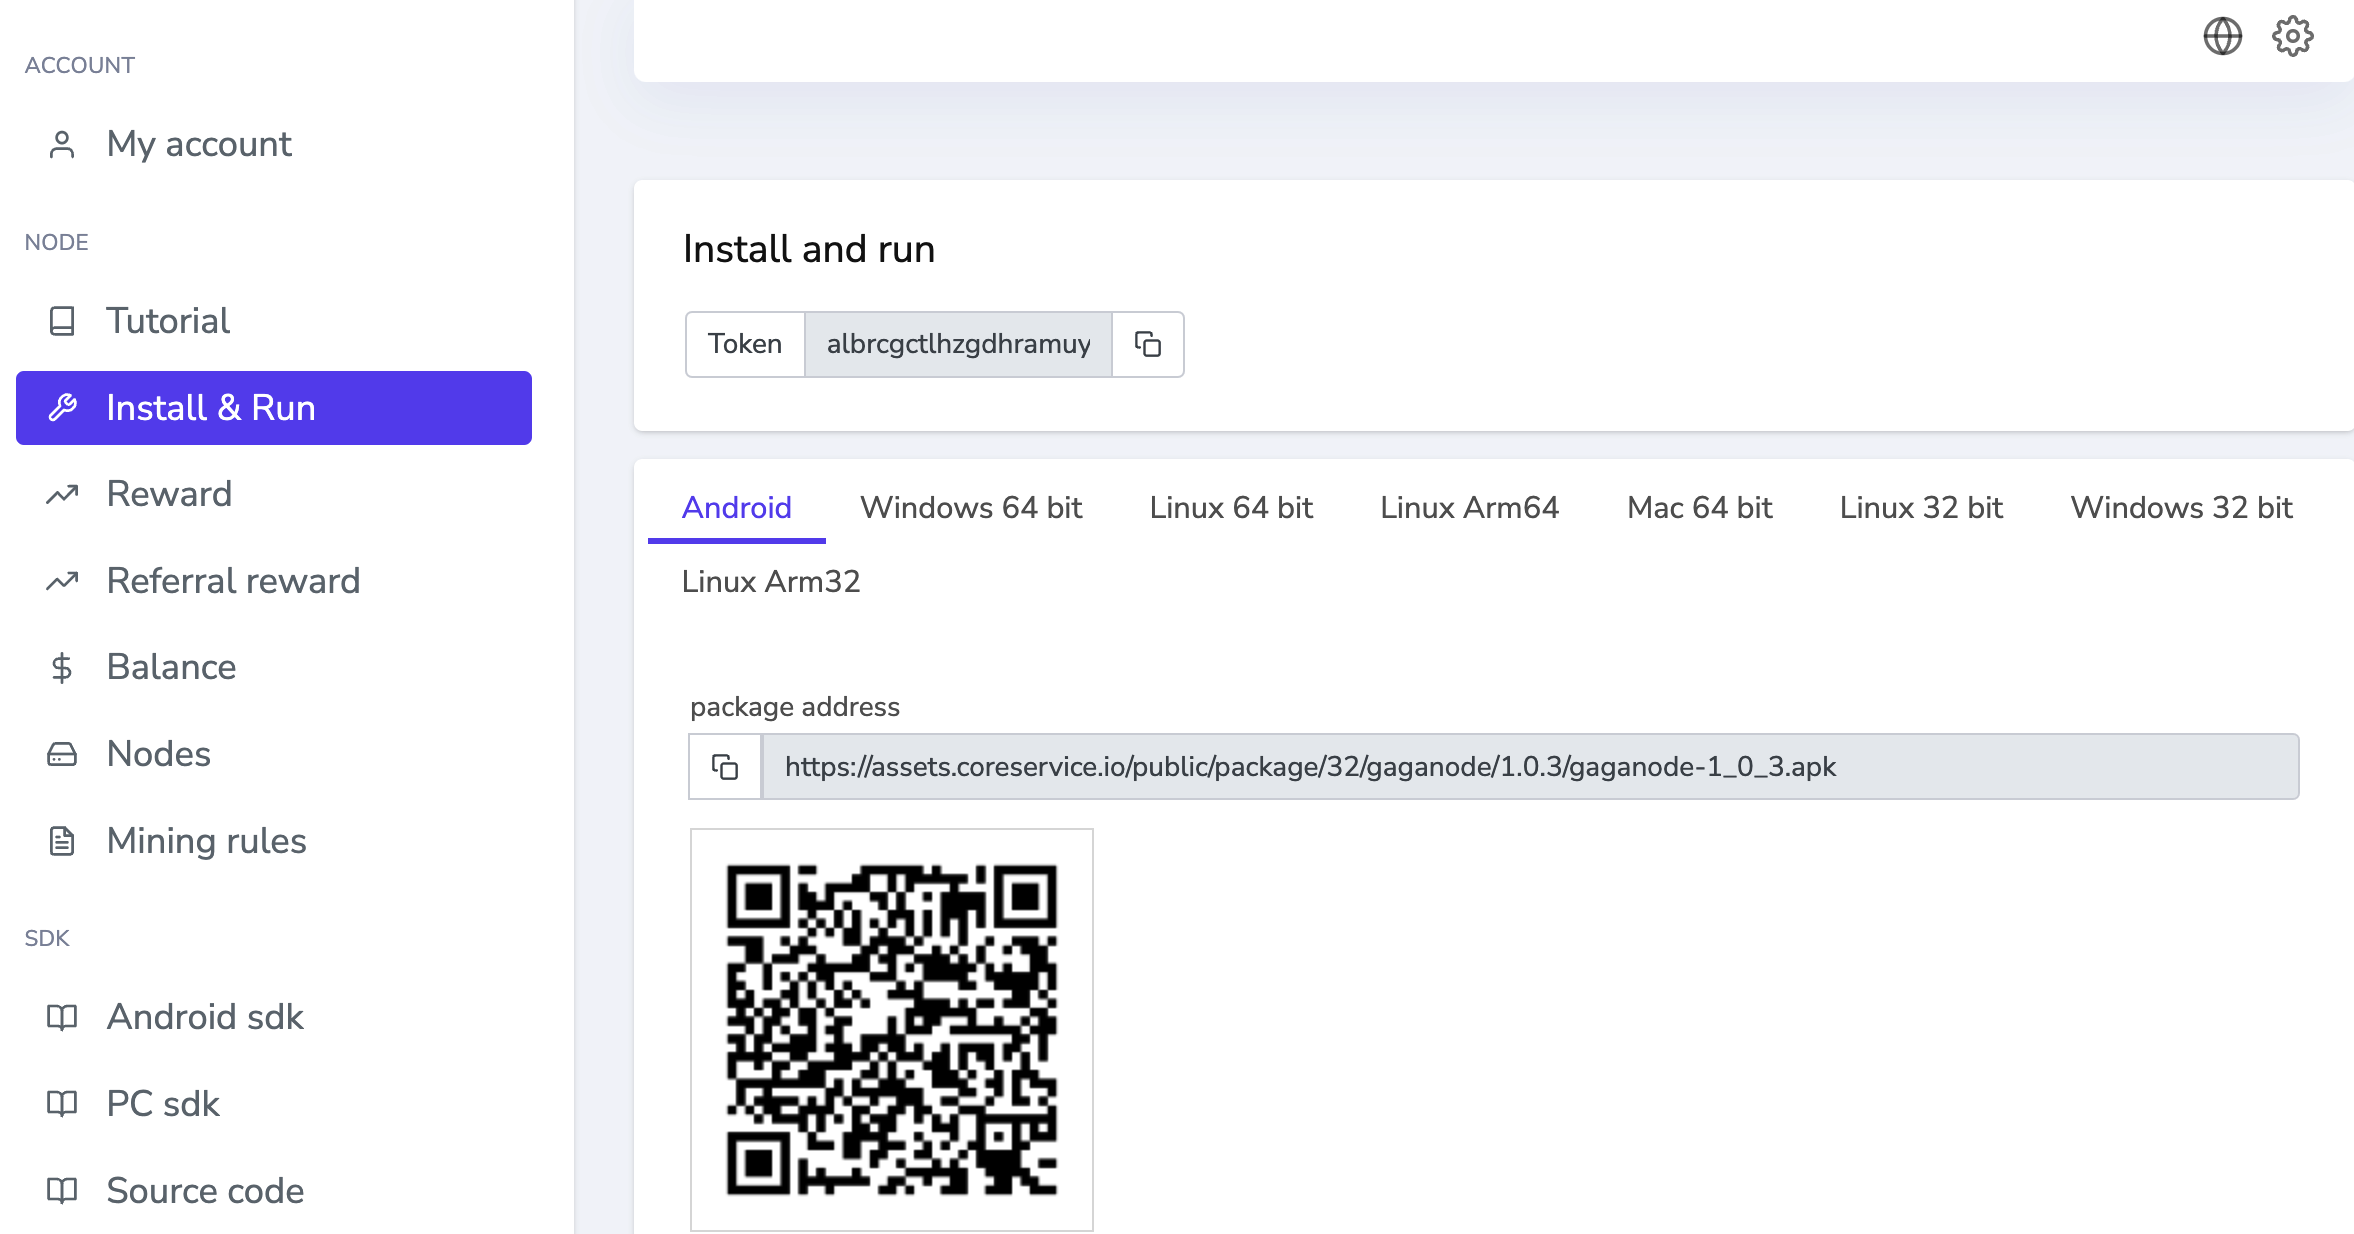 ACCOUNT
My account
NODE
Tutorial
Install & Run
Reward
Referral reward
Balance
Nodes
Mining rules
SDK
Android sdk
PC sdk
Source code
Install and run
Token albrcgctlhzgdhramuy
Android Windows 64 bit Linux 64 bit Linux Arm64 Mac 64 bit Linux 32 bit Windows 32 bit
Linux Arm32
package address
https://assets.coreservice.io/public/package/32/gaganode/1.0.3/gaganode-1_0_3.apk